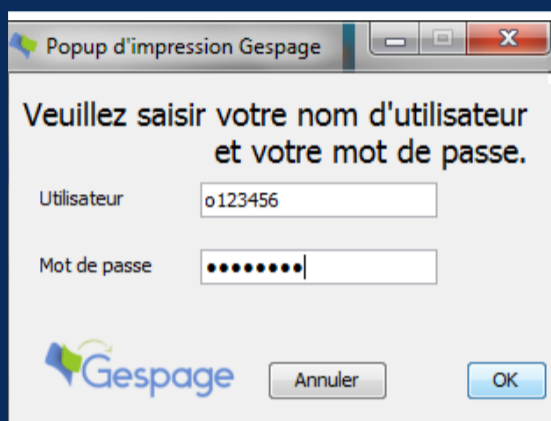 Popup d'impression Gespage
Veuillez saisir votre nom d'utilisateur
et votre mot de passe.
Utilisateur
o123456
Mot de passe
••••••••
Gespage
Annuler
OK